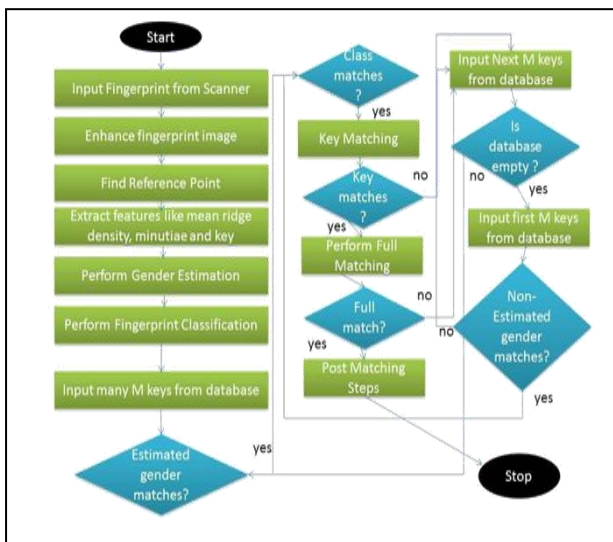 Start
Input Fingerprint from Scanner
Enhance fingerprint image
Find Reference Point
Extract features like mean ridge
density, minutiae and key
Perform Gender Estimation
Perform Fingerprint Classification
Input many M keys from database
Estimated
gender
matches?
yes
Class
matches
?
yes
Key Matching
Key
matches?
no
yes
Perform Full
Matching
Full
match?
no
yes
Post Matching
Steps
Input Next M keys
from database
Is
database
empty ?
no
yes
Input first M keys
from database
Non-
Estimated
gender
matches?
no
yes
Stop